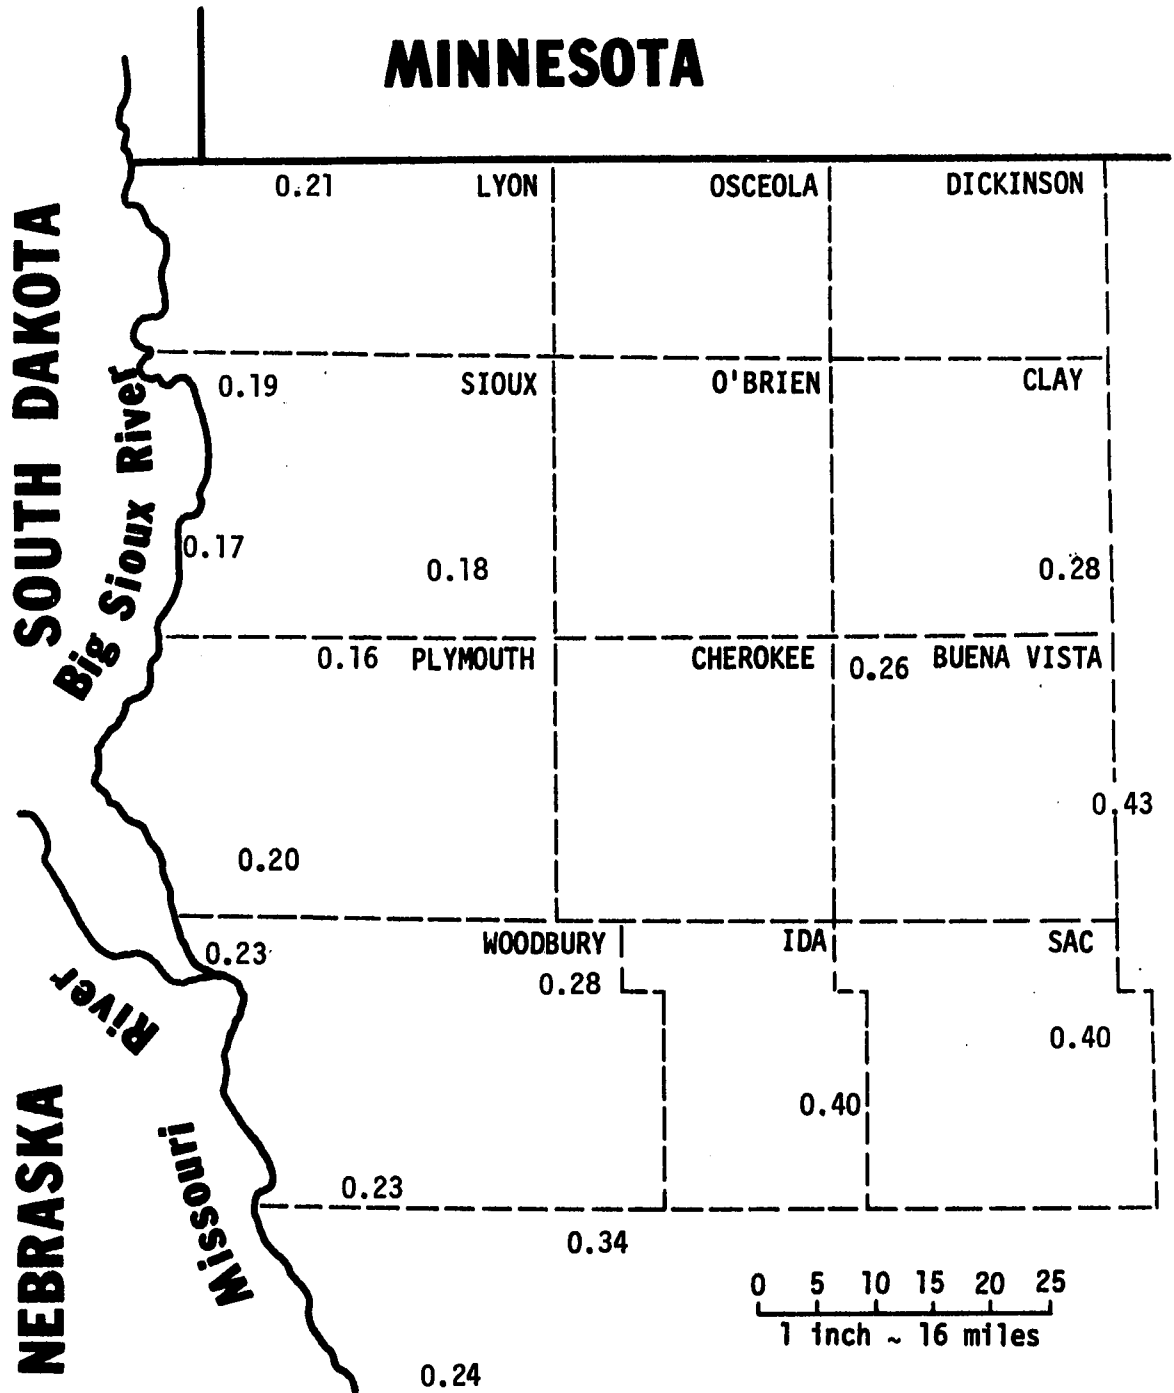 MINNESOTA
0.21 LYON OSCEOLA DICKINSON
SOUTH DAKOTA
Big Sioux River
0.19 SIOUX O'BRIEN CLAY
0.17
0.18 0.28
0.16 PLYMOUTH CHEROKEE 0.26 BUENA VISTA
0.43
0.20
0.23 WOODBURY IDA SAC
0.28
River
0.40
0.40
Missouri
NEBRASKA
0.23
0.34
0 5 10 15 20 25
1 inch ~ 16 miles
0.24